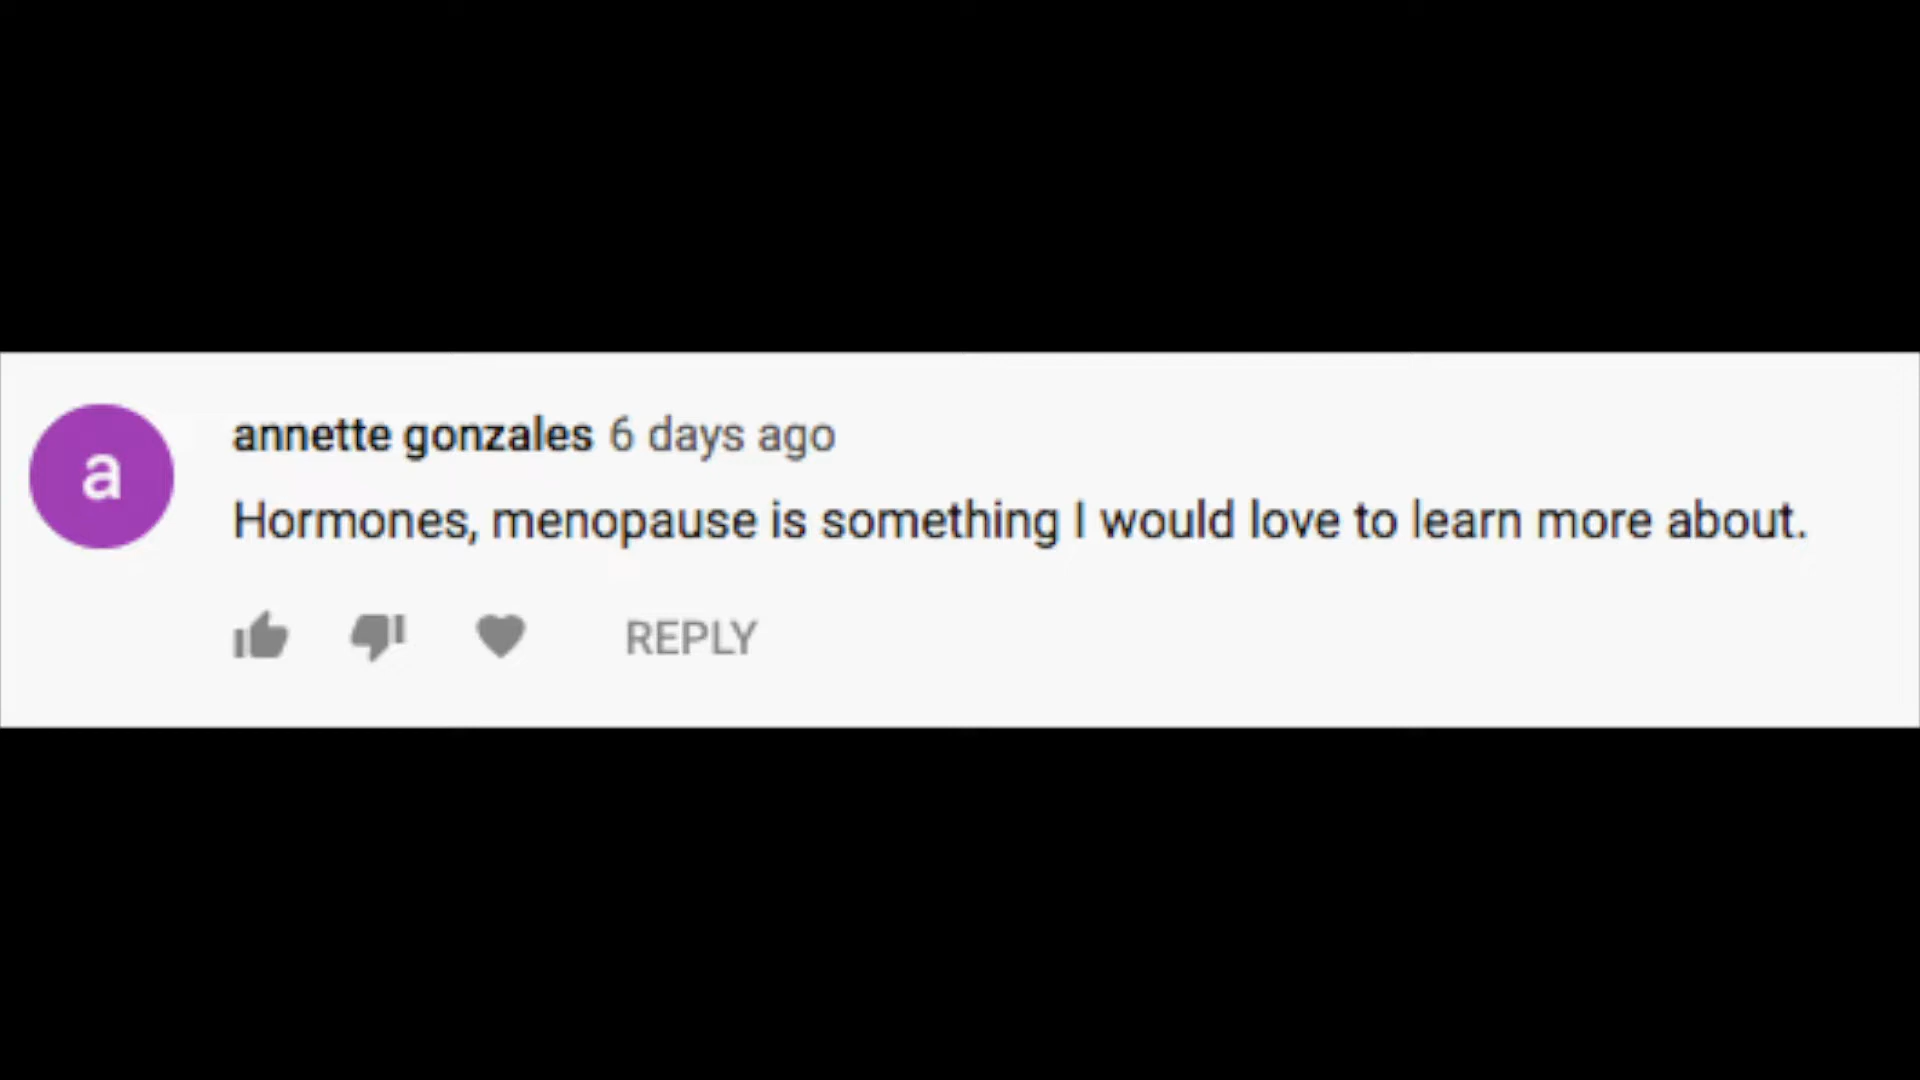 a
annette gonzales 6 days ago
Hormones, menopause is something I would love to learn more about.
REPLY